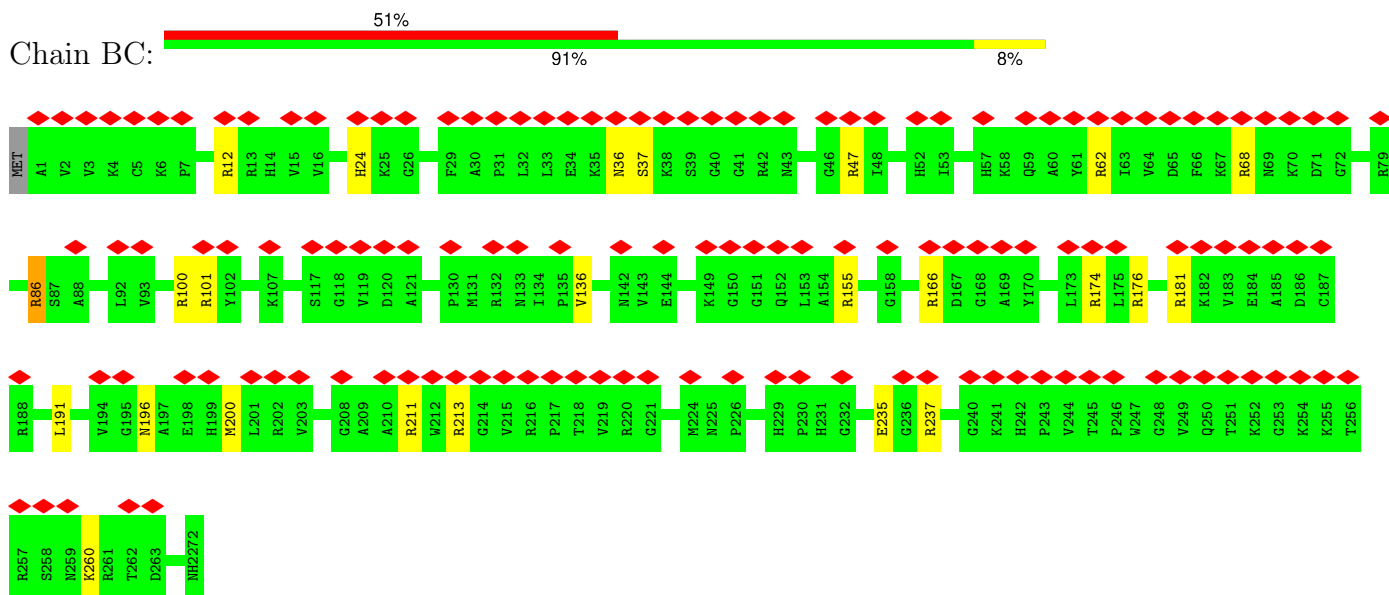 51%
Chain BC:
91% 8%
MET A1 V2 V3 K4 C5 K6 P7 R12 R13 H14 V15 V16 H24 K25 G26 F29 A30 P31 L32 L33 E34 K35 N36 S37 K38 S39 G40 G41 R42 N43 G46 R47 I48 H52 I53 H57 K58 Q59 A60 Y61 R62 I63 V64 D65 F66 K67 R68 N69 K70 D71 G72 R79
R86 S87 A88 L92 V93 R100 R101 Y102 K107 S117 G118 V119 D120 A121 P130 M131 R132 N133 I134 P135 V136 N142 V143 E144 K149 G150 G151 Q152 L153 A154 R155 G158 R166 D167 G168 A169 Y170 L173 R174 L175 R176 R181 K182 V183 E184 A185 D186 C187
R188 L191 V194 G195 N196 A197 E198 H199 M200 L201 R202 V203 G208 A209 A210 R211 W212 R213 G214 V215 R216 P217 T218 V219 R220 G221 M224 N225 P226 H229 P230 H231 G232 E235 G236 R237 G240 K241 H242 P243 V244 T245 P246 W247 G248 V249 Q250 T251 K252 G253 K254 K255 T256
R257 S258 N259 K260 R261 T262 D263 NH2272